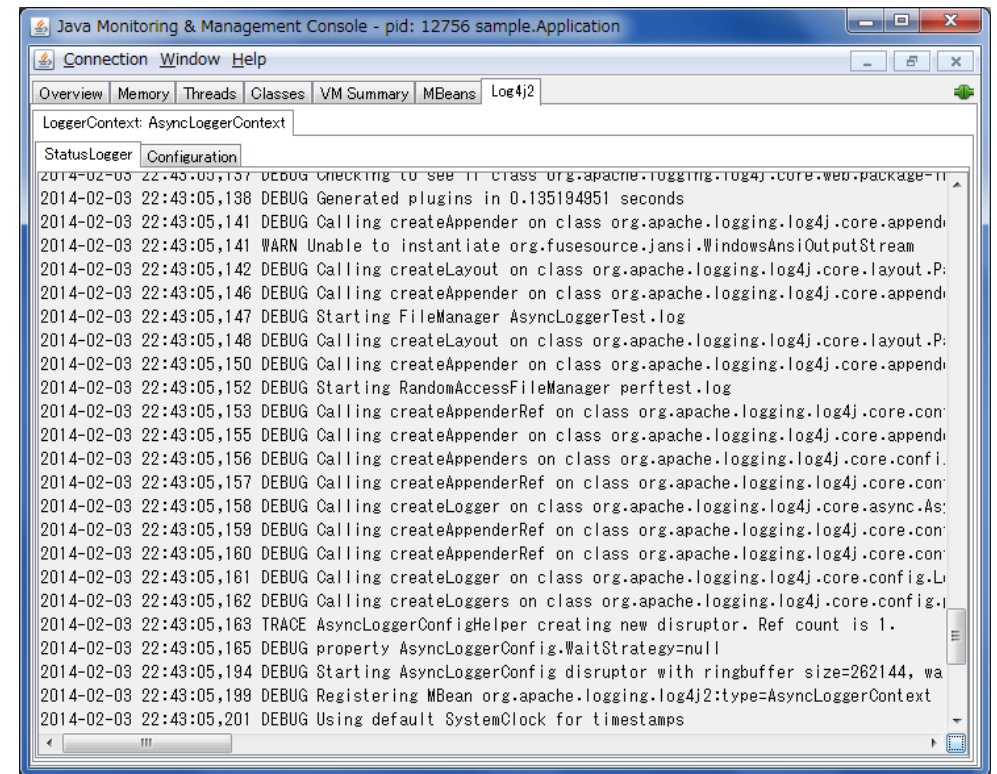 Java Monitoring & Management Console - pid: 12756 sample.Application
Connection Window Help
Overview Memory Threads Classes VM Summary MBeans Log4j2
LoggerContext: AsyncLoggerContext
StatusLogger Configuration
2014-02-03 22:43:05,137 DEBUG Checking to see if class org.apache.logging.log4j.core.web.package-i
2014-02-03 22:43:05,138 DEBUG Generated plugins in 0.135194951 seconds
2014-02-03 22:43:05,141 DEBUG Calling createAppender on class org.apache.logging.log4j.core.append
2014-02-03 22:43:05,141 WARN Unable to instantiate org.fusesource.jansi.WindowsAnsiOutputStream
2014-02-03 22:43:05,142 DEBUG Calling createLayout on class org.apache.logging.log4j.core.layout.P
2014-02-03 22:43:05,146 DEBUG Calling createAppender on class org.apache.logging.log4j.core.append
2014-02-03 22:43:05,147 DEBUG Starting FileManager AsyncLoggerTest.log
2014-02-03 22:43:05,148 DEBUG Calling createLayout on class org.apache.logging.log4j.core.layout.P
2014-02-03 22:43:05,150 DEBUG Calling createAppender on class org.apache.logging.log4j.core.append
2014-02-03 22:43:05,152 DEBUG Starting RandomAccessFileManager perftest.log
2014-02-03 22:43:05,153 DEBUG Calling createAppenderRef on class org.apache.logging.log4j.core.con
2014-02-03 22:43:05,155 DEBUG Calling createAppender on class org.apache.logging.log4j.core.append
2014-02-03 22:43:05,156 DEBUG Calling createAppenders on class org.apache.logging.log4j.core.confi
2014-02-03 22:43:05,157 DEBUG Calling createAppenderRef on class org.apache.logging.log4j.core.con
2014-02-03 22:43:05,158 DEBUG Calling createLogger on class org.apache.logging.log4j.core.async.As
2014-02-03 22:43:05,159 DEBUG Calling createAppenderRef on class org.apache.logging.log4j.core.con
2014-02-03 22:43:05,160 DEBUG Calling createAppenderRef on class org.apache.logging.log4j.core.con
2014-02-03 22:43:05,161 DEBUG Calling createLogger on class org.apache.logging.log4j.core.config.L
2014-02-03 22:43:05,162 DEBUG Calling createLoggers on class org.apache.logging.log4j.core.config.
2014-02-03 22:43:05,163 TRACE AsyncLoggerConfigHelper creating new disruptor. Ref count is 1.
2014-02-03 22:43:05,165 DEBUG property AsyncLoggerConfig.WaitStrategy=null
2014-02-03 22:43:05,194 DEBUG Starting AsyncLoggerConfig disruptor with ringbuffer size=262144, wa
2014-02-03 22:43:05,199 DEBUG Registering MBean org.apache.logging.log4j2:type=AsyncLoggerContext
2014-02-03 22:43:05,201 DEBUG Using default SystemClock for timestamps